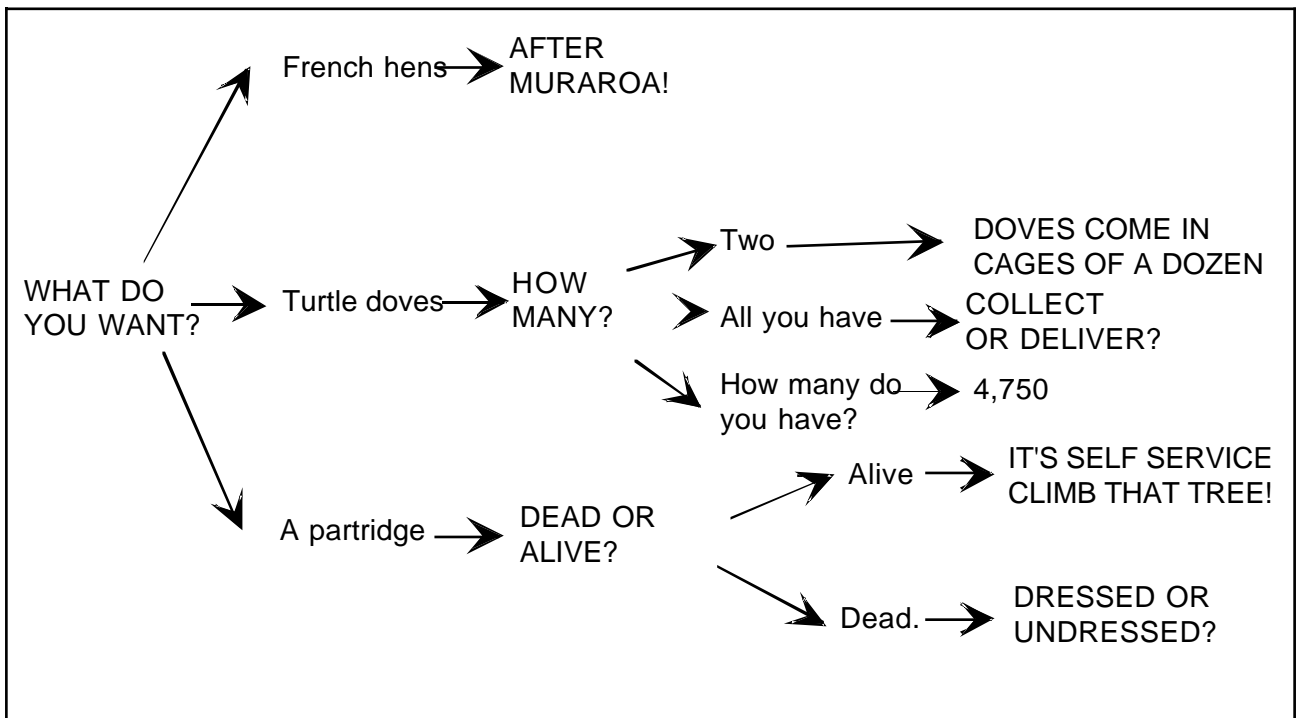 French hens
AFTER
MURAROA!
WHAT DO
YOU WANT?
Turtle doves
HOW
MANY?
Two
DOVES COME IN
CAGES OF A DOZEN
All you have
COLLECT
OR DELIVER?
How many do
you have?
4,750
A partridge
DEAD OR
ALIVE?
Alive
IT'S SELF SERVICE
CLIMB THAT TREE!
Dead.
DRESSED OR
UNDRESSED?